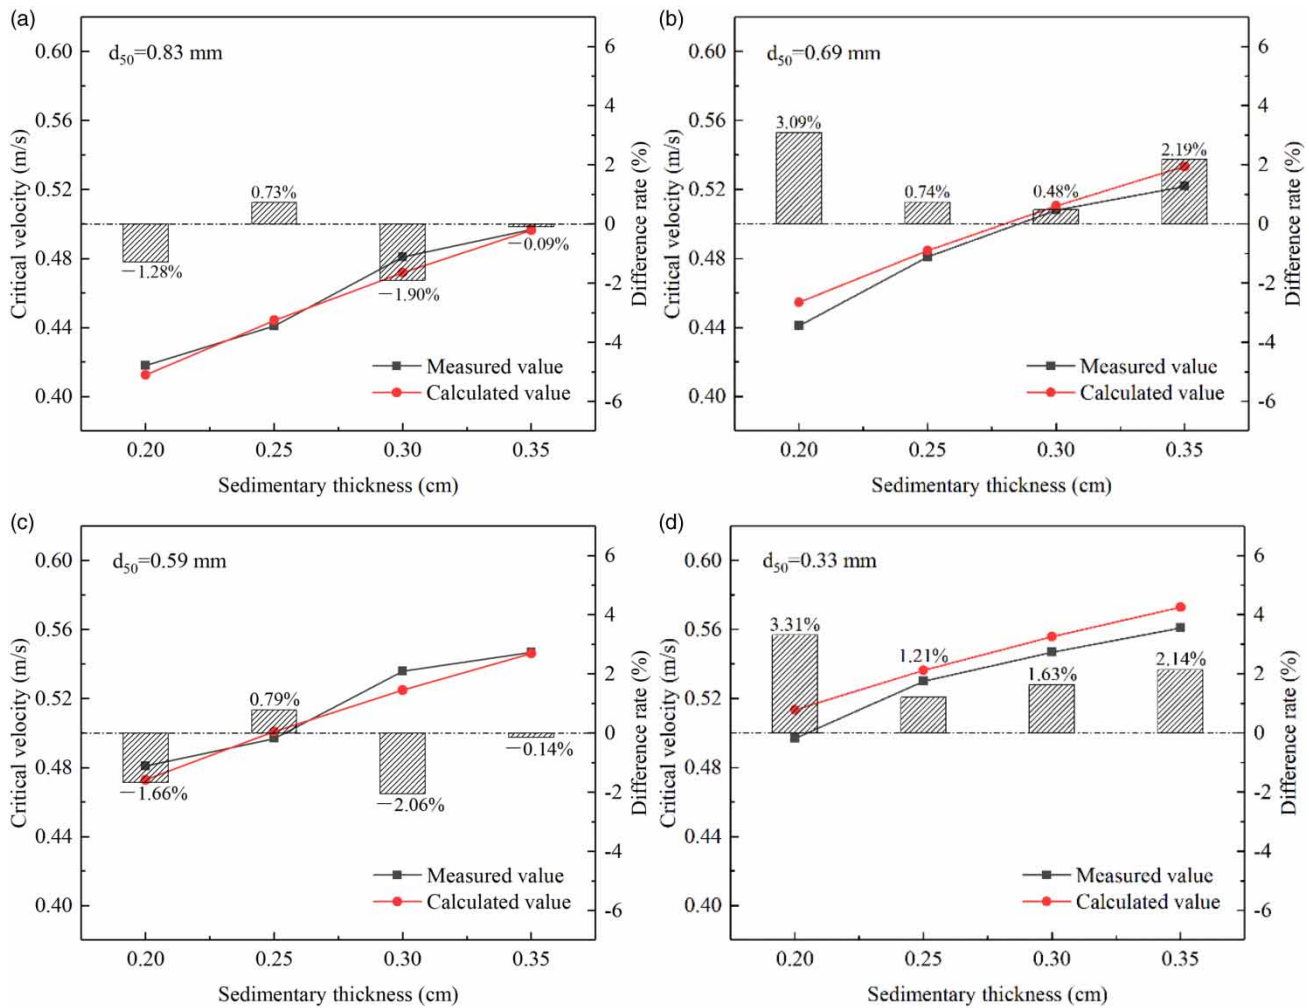 (a)
d50=0.83 mm
0.60
0.56
0.52
0.48
0.44
0.40
Critical velocity (m/s)
6
4
2
0
-2
-4
-6
Difference rate (%)
0.73%
−1.28%
−1.90%
−0.09%
Measured value
Calculated value
0.20 0.25 0.30 0.35
Sedimentary thickness (cm)
(b)
d50=0.69 mm
0.60
0.56
0.52
0.48
0.44
0.40
Critical velocity (m/s)
6
4
2
0
-2
-4
-6
Difference rate (%)
3.09%
0.74%
0.48%
2.19%
Measured value
Calculated value
0.20 0.25 0.30 0.35
Sedimentary thickness (cm)
(c)
d50=0.59 mm
0.60
0.56
0.52
0.48
0.44
0.40
Critical velocity (m/s)
6
4
2
0
-2
-4
-6
Difference rate (%)
0.79%
−1.66%
−2.06%
−0.14%
Measured value
Calculated value
0.20 0.25 0.30 0.35
Sedimentary thickness (cm)
(d)
d50=0.33 mm
0.60
0.56
0.52
0.48
0.44
0.40
Critical velocity (m/s)
6
4
2
0
-2
-4
-6
Difference rate (%)
3.31%
1.21%
1.63%
2.14%
Measured value
Calculated value
0.20 0.25 0.30 0.35
Sedimentary thickness (cm)